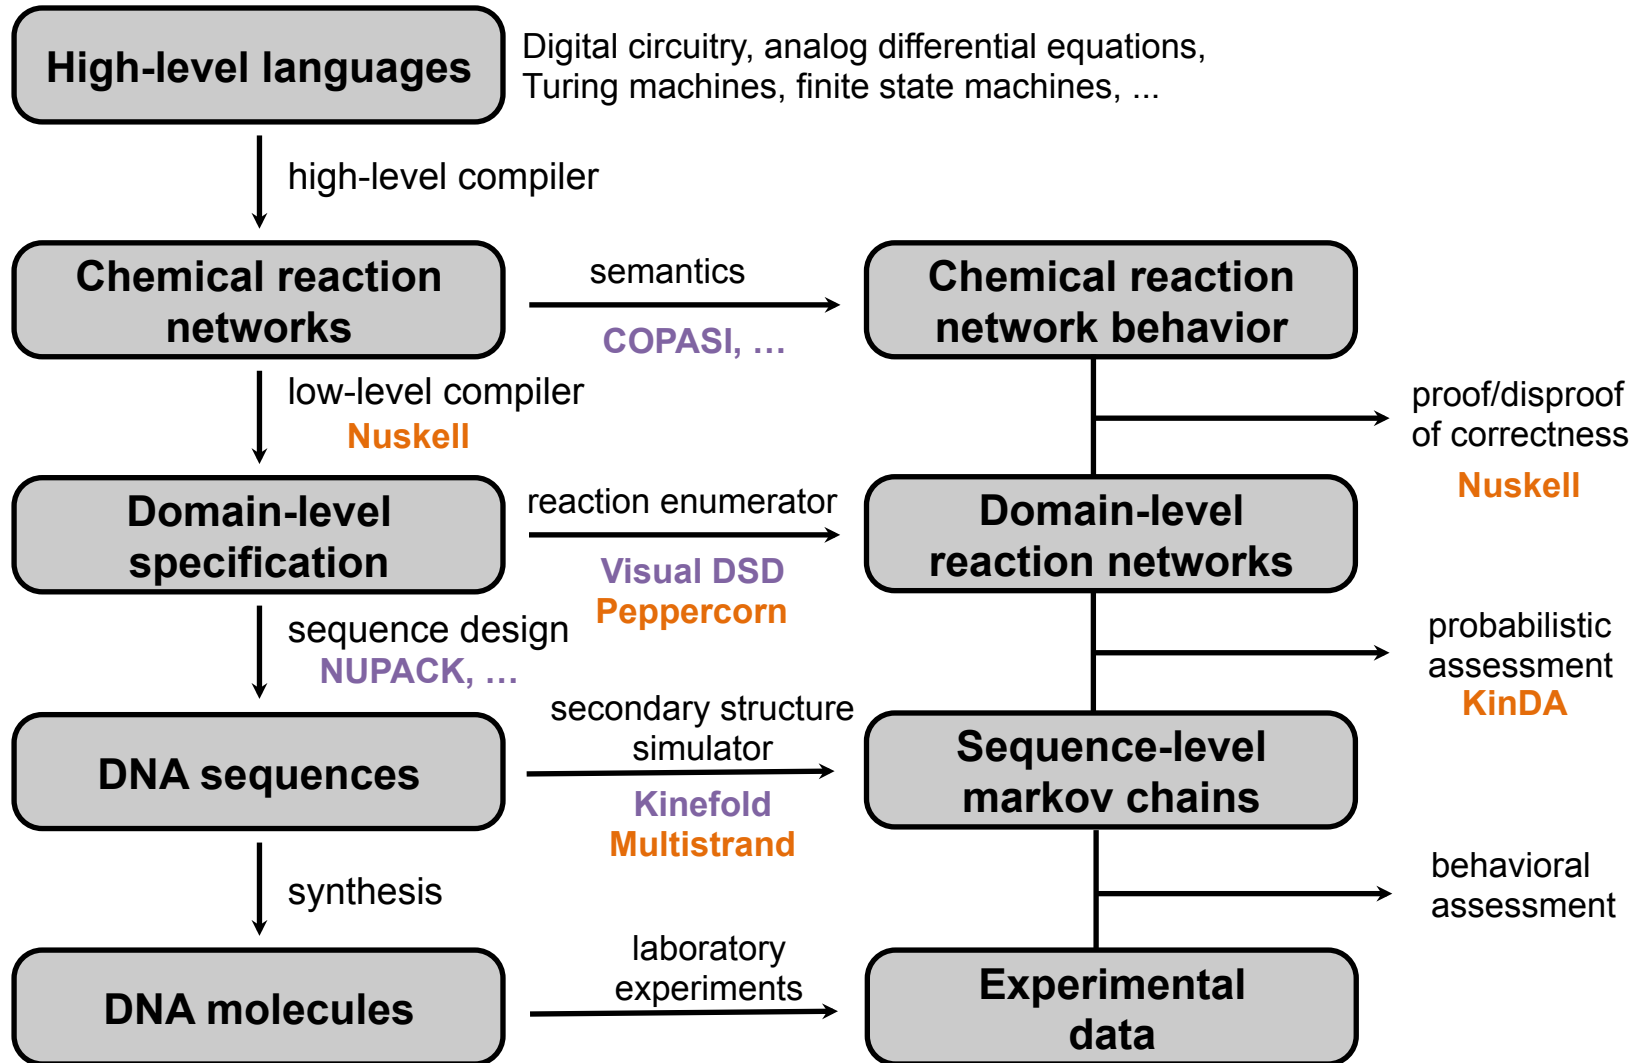 High-level languages
Digital circuitry, analog differential equations,
Turing machines, finite state machines, ...
high-level compiler
Chemical reaction
networks
semantics
COPASI, …
Chemical reaction
network behavior
low-level compiler
Nuskell
proof/disproof
of correctness
Nuskell
Domain-level
specification
reaction enumerator
Visual DSD
Peppercorn
Domain-level
reaction networks
sequence design
NUPACK, …
probabilistic
assessment
KinDA
DNA sequences
secondary structure
simulator
Kinefold
Multistrand
Sequence-level
markov chains
synthesis
behavioral
assessment
DNA molecules
laboratory
experiments
Experimental
data